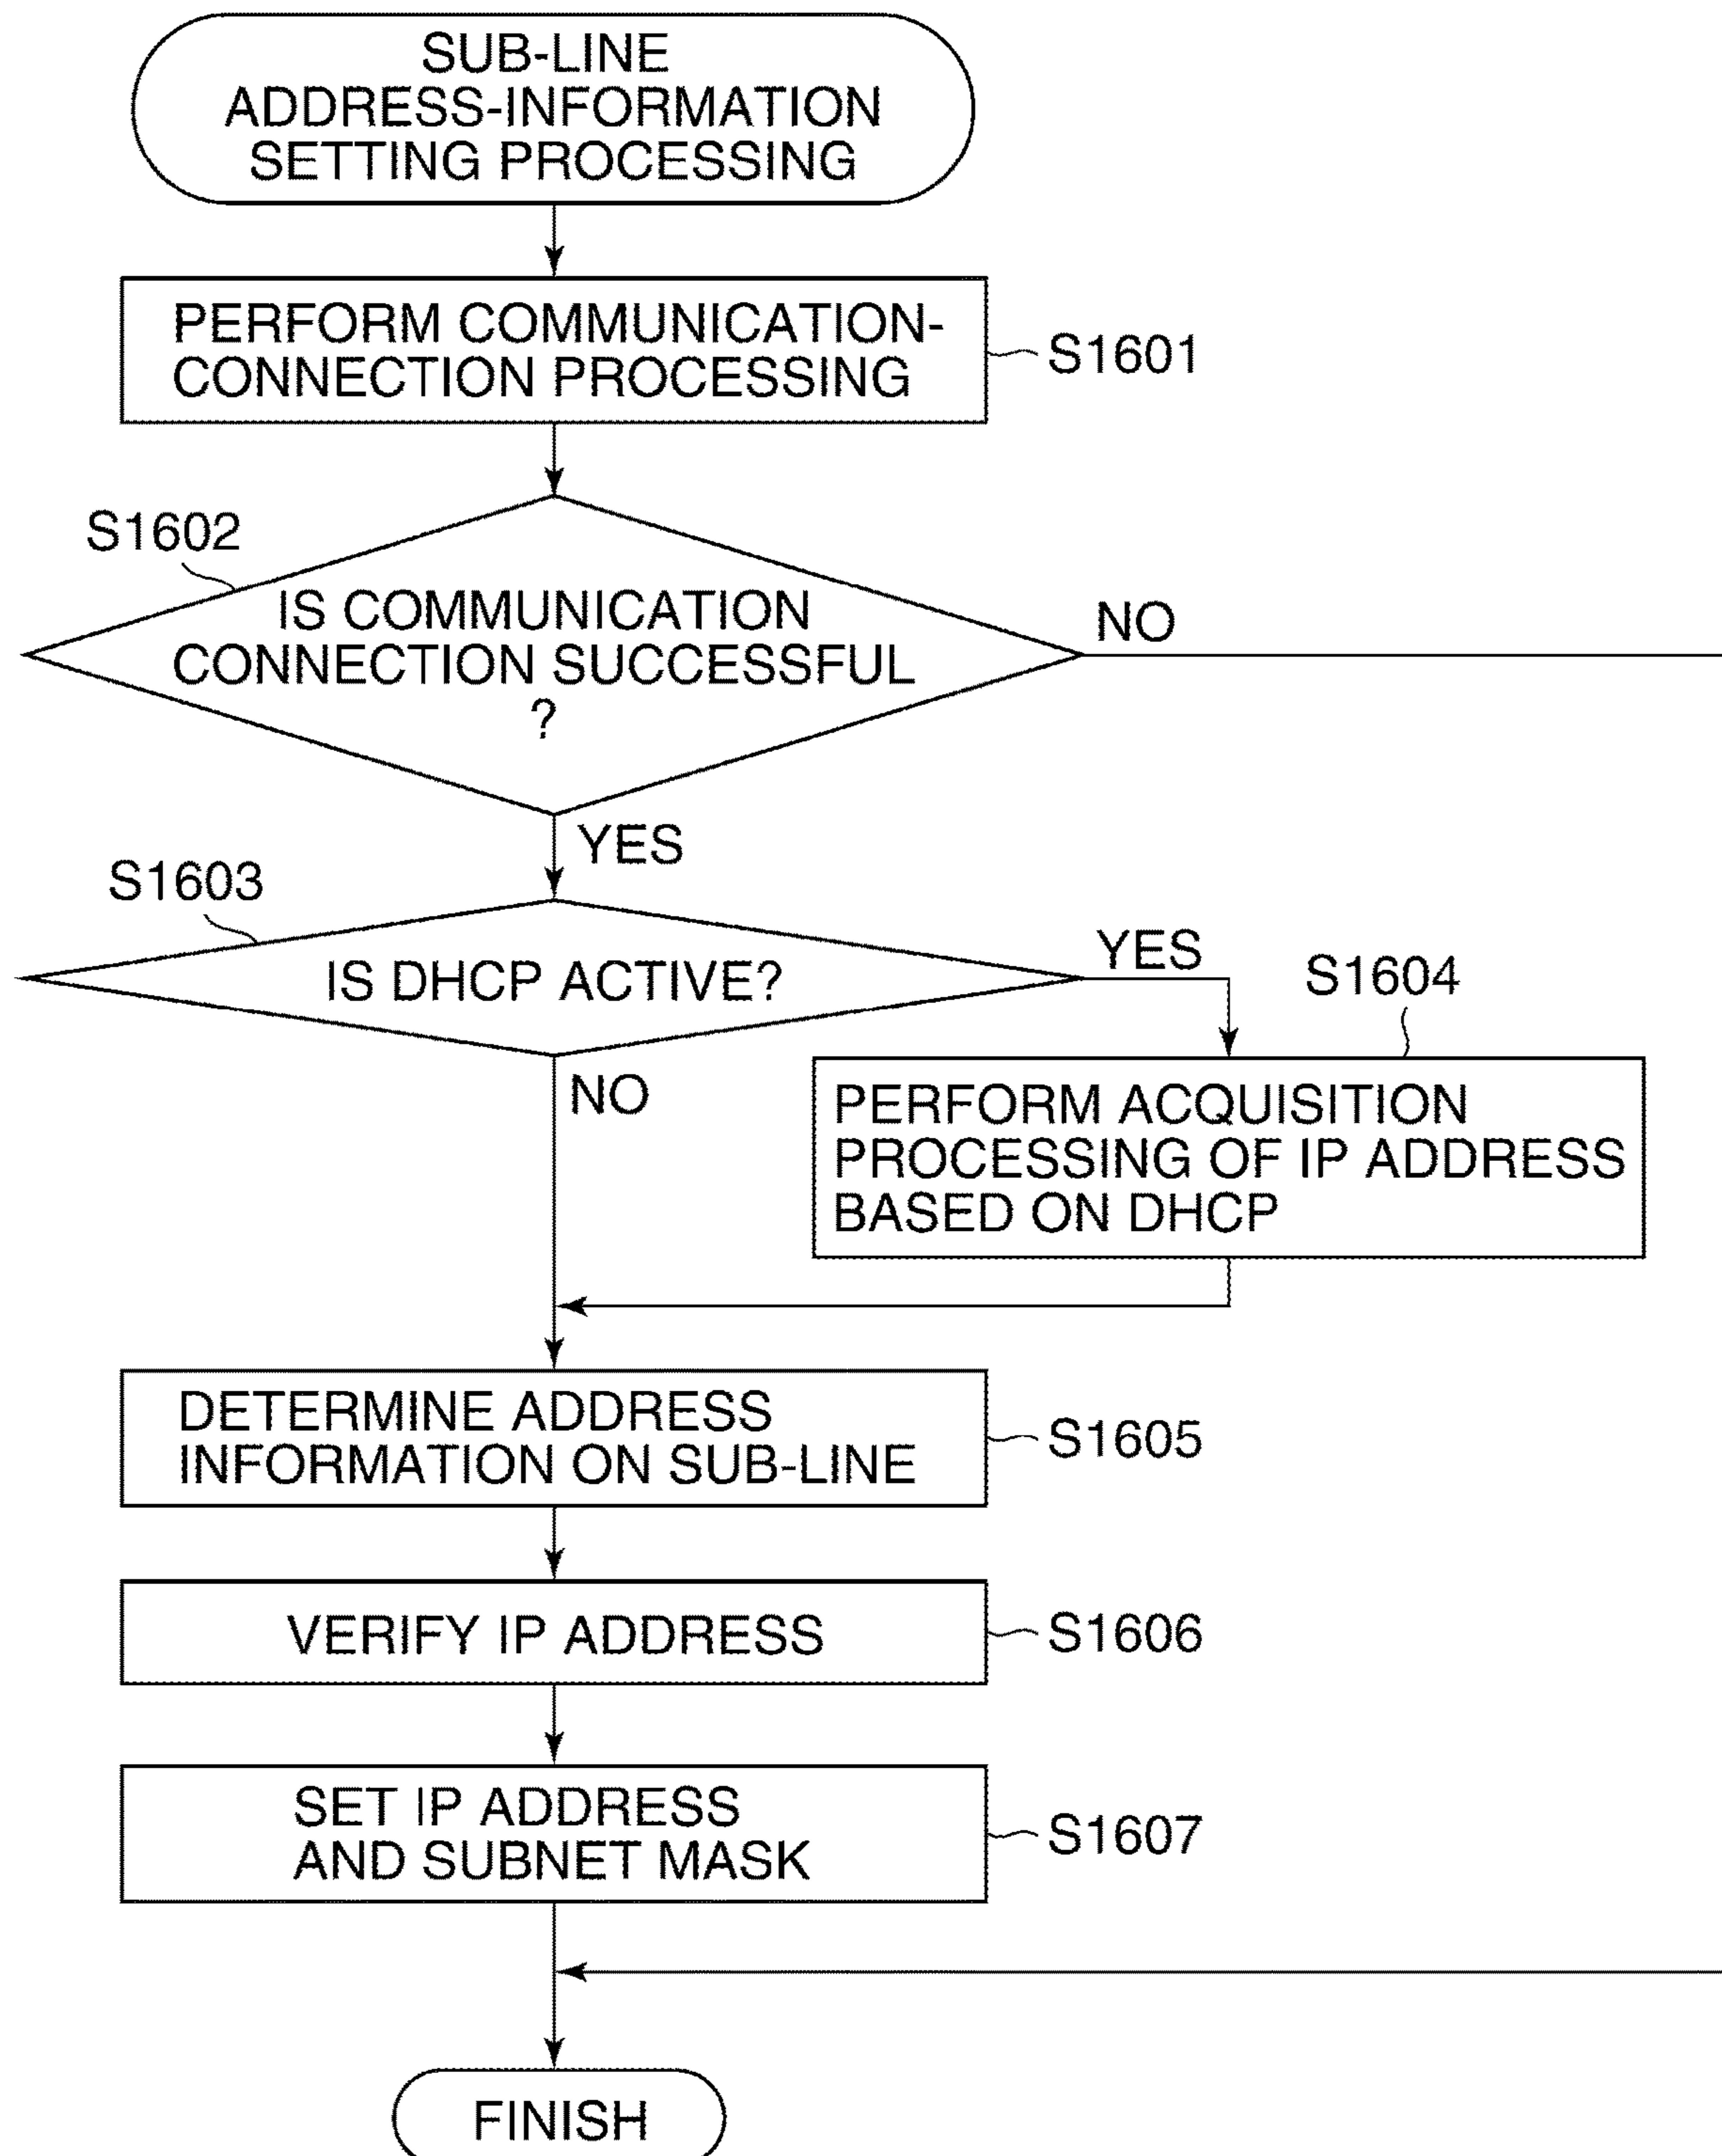 SUB-LINE
ADDRESS-INFORMATION
SETTING PROCESSING
PERFORM COMMUNICATION-
CONNECTION PROCESSING
S1601
S1602
IS COMMUNICATION
CONNECTION SUCCESSFUL
?
NO
YES
S1603
IS DHCP ACTIVE?
YES
S1604
NO
PERFORM ACQUISITION
PROCESSING OF IP ADDRESS
BASED ON DHCP
DETERMINE ADDRESS
INFORMATION ON SUB-LINE
S1605
VERIFY IP ADDRESS
S1606
SET IP ADDRESS
AND SUBNET MASK
S1607
FINISH